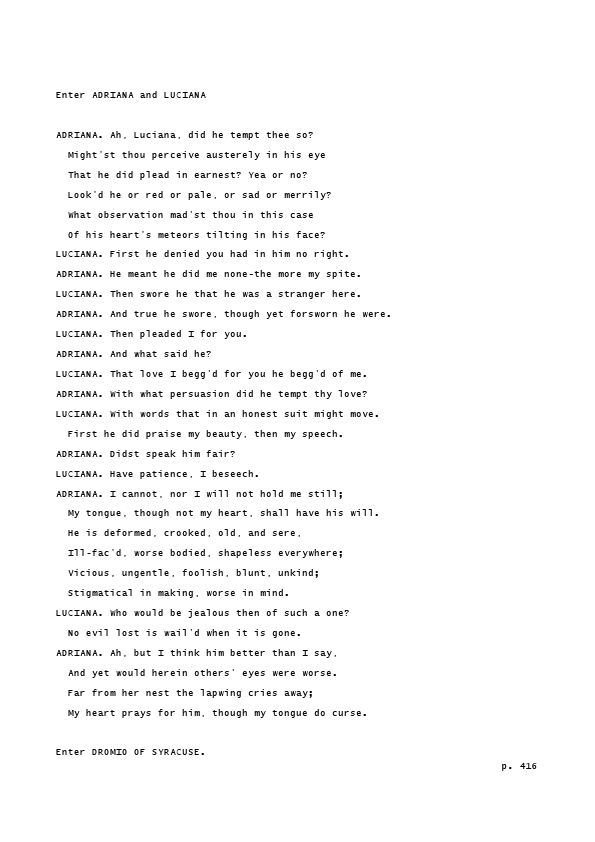 Enter ADRIANA and LUCIANA
ADRIANA. Ah, Luciana, did he tempt thee so?
Might'st thou perceive austerely in his eye
That he did plead in earnest? Yea or no?
Look'd he or red or pale, or sad or merrily?
What observation mad'st thou in this case
Of his heart's meteors tilting in his face?
LUCIANA. First he denied you had in him no right.
ADRIANA. He meant he did me none-the more my spite.
LUCIANA. Then swore he that he was a stranger here.
ADRIANA. And true he swore, though yet forsworn he were.
LUCIANA. Then pleaded I for you.
ADRIANA. And what said he?
LUCIANA. That love I begg'd for you he begg'd of me.
ADRIANA. With what persuasion did he tempt thy love?
LUCIANA. With words that in an honest suit might move.
First he did praise my beauty, then my speech.
ADRIANA. Didst speak him fair?
LUCIANA. Have patience, I beseech.
ADRIANA. I cannot, nor I will not hold me still;
My tongue, though not my heart, shall have his will.
He is deformed, crooked, old, and sere,
Ill-fac'd, worse bodied, shapeless everywhere;
Vicious, ungentle, foolish, blunt, unkind;
Stigmatical in making, worse in mind.
LUCIANA. Who would be jealous then of such a one?
No evil lost is wail'd when it is gone.
ADRIANA. Ah, but I think him better than I say,
And yet would herein others' eyes were worse.
Far from her nest the lapwing cries away;
My heart prays for him, though my tongue do curse.
Enter DROMIO OF SYRACUSE.
p. 416